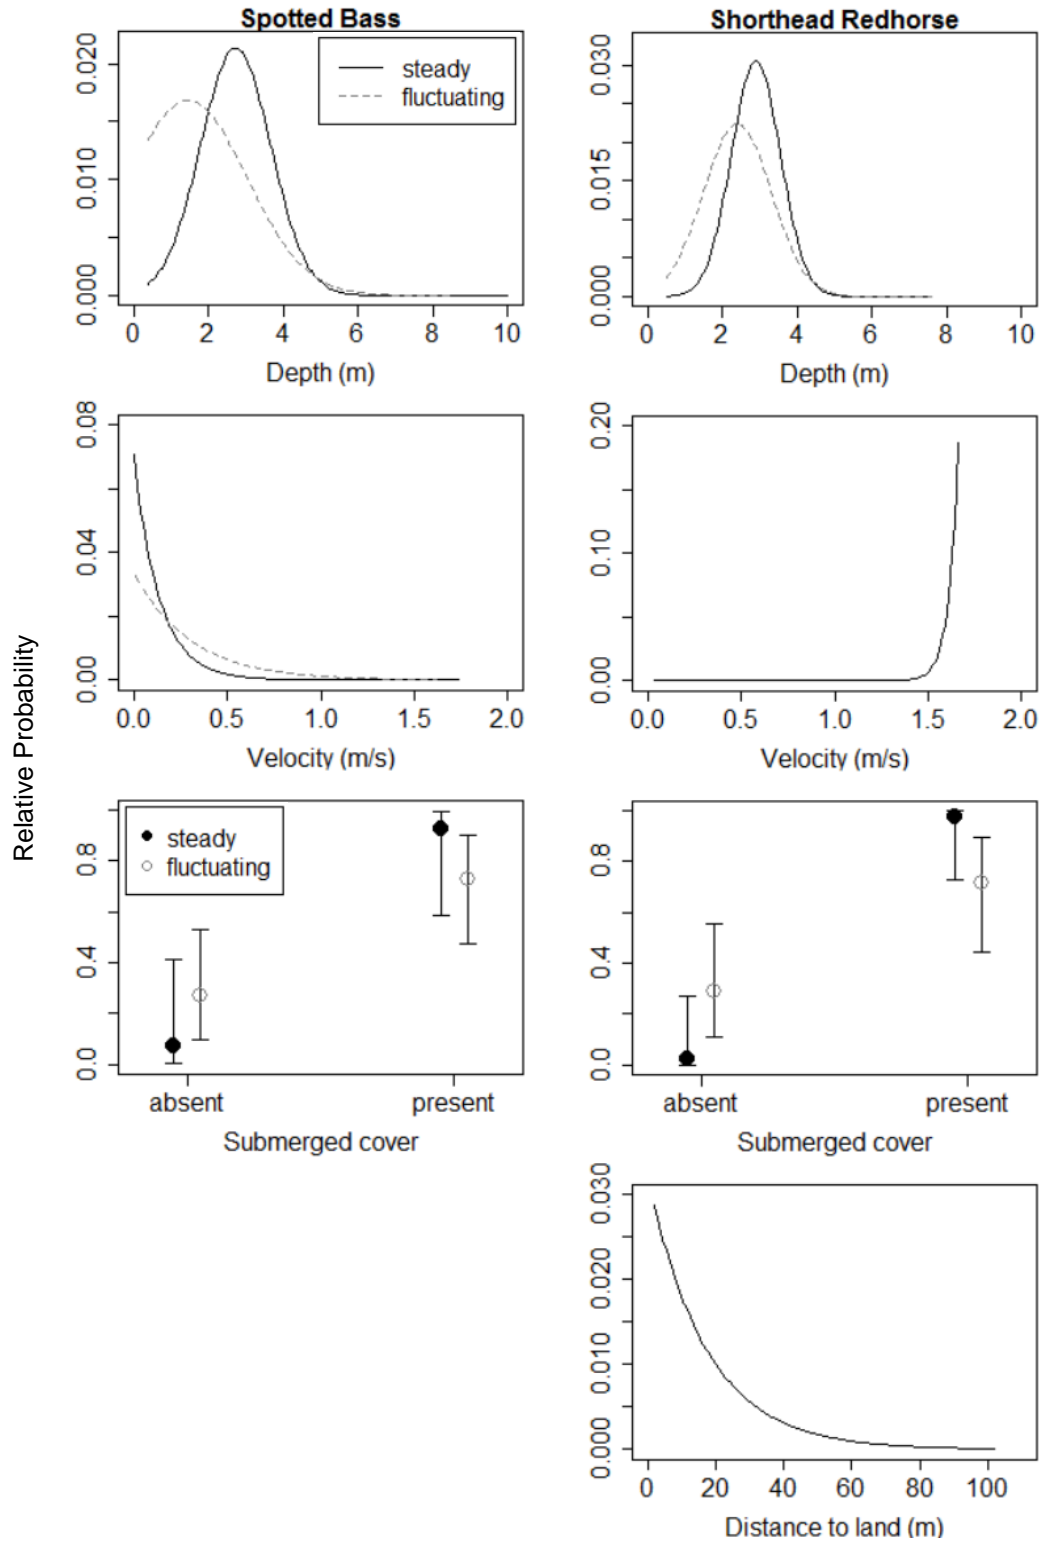 Spotted Bass
Shorthead Redhorse
0.020
0.010
0.000
steady
fluctuating
0 2 4 6 8 10
Depth (m)
0.030
0.015
0.000
0 2 4 6 8 10
Depth (m)
Relative Probability
0.08
0.04
0.00
0.0 0.5 1.0 1.5 2.0
Velocity (m/s)
0.20
0.10
0.00
0.0 0.5 1.0 1.5 2.0
Velocity (m/s)
0.8
0.4
0.0
steady
fluctuating
absent present
Submerged cover
0.8
0.4
0.0
absent present
Submerged cover
0.030
0.020
0.010
0.000
0 20 40 60 80 100
Distance to land (m)